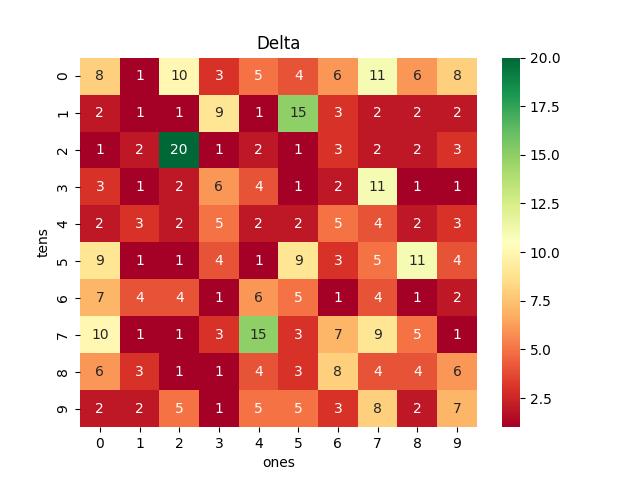 Delta
0 8 1 10 3 5 4 6 11 6 8
1 2 1 1 9 1 15 3 2 2 2
2 1 2 20 1 2 1 3 2 2 3
3 3 1 2 6 4 1 2 11 1 1
4 2 3 2 5 2 2 5 4 2 3
5 9 1 1 4 1 9 3 5 11 4
6 7 4 4 1 6 5 1 4 1 2
7 10 1 1 3 15 3 7 9 5 1
8 6 3 1 1 4 3 8 4 4 6
9 2 2 5 1 5 5 3 8 2 7
0 1 2 3 4 5 6 7 8 9
tens
ones
20.0
17.5
15.0
12.5
10.0
7.5
5.0
2.5